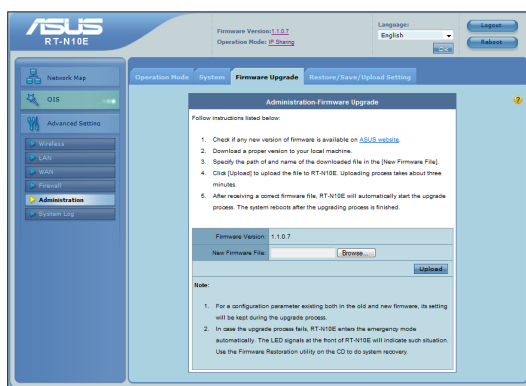 ASUS
RT-N10E
Firmware Version:1.1.0.7
Operation Mode: IP Sharing
Language:
English
Logout
Reboot
Network Map
OIS
Advanced Setting
Wireless
LAN
WAN
Firewall
Administration
System Log
Operation Mode System Firmware Upgrade Restore/Save/Upload Setting
Administration-Firmware Upgrade
Follow instructions listed below:
1. Check if any new version of firmware is available on ASUS website.
2. Download a proper version to your local machine.
3. Specify the path of and name of the downloaded file in the [New Firmware File].
4. Click [Upload] to upload the file to RT-N10E. Uploading process takes about three
minutes.
5. After receiving a correct firmware file, RT-N10E will automatically start the upgrade
process. The system reboots after the upgrading process is finished.
Firmware Version: 1.1.0.7
New Firmware File: Browse...
Upload
Note:
1. For a configuration parameter existing both in the old and new firmware, its setting
will be kept during the upgrade process.
2. In case the upgrade process fails, RT-N10E enters the emergency mode
automatically. The LED signals at the front of RT-N10E will indicate such situation.
Use the Firmware Restoration utility on the CD to do system recovery.